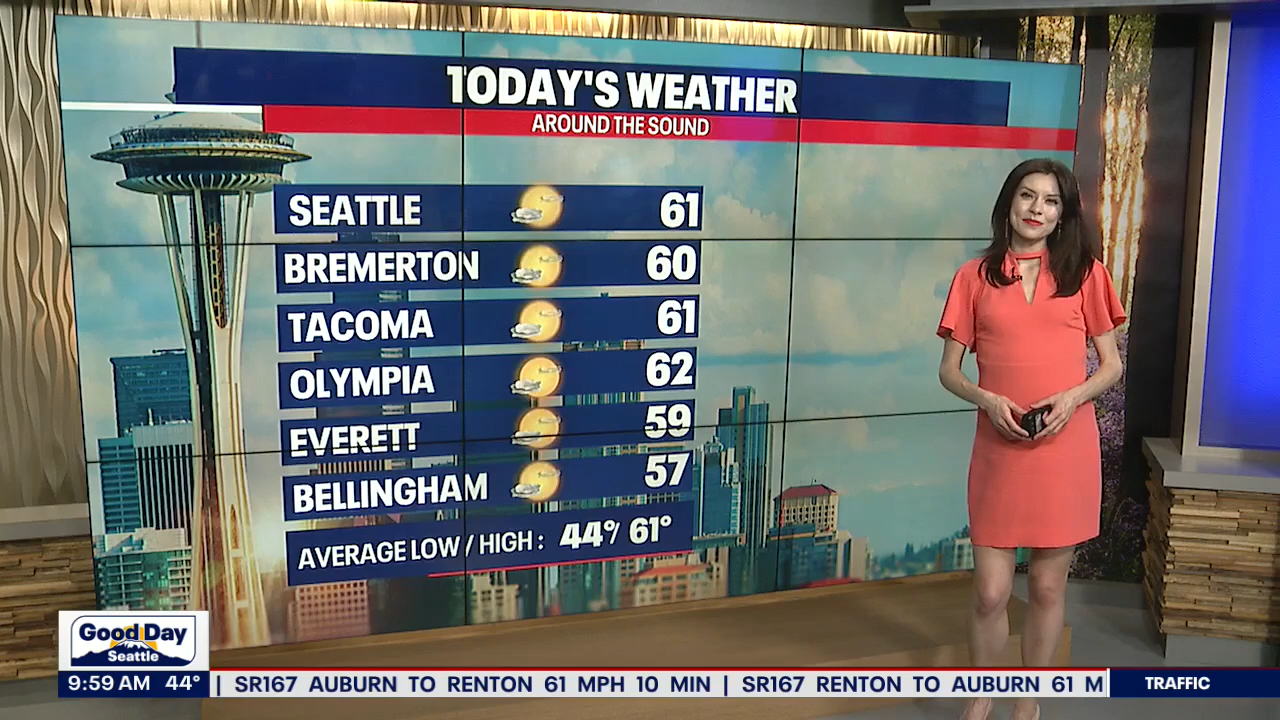 TODAY'S WEATHER
AROUND THE SOUND
SEATTLE 61
BREMERTON 60
TACOMA 61
OLYMPIA 62
EVERETT 59
BELLINGHAM 57
AVERAGE LOW / HIGH : 44°/ 61°
Good Day
Seattle
9:59 AM 44° | SR167 AUBURN TO RENTON 61 MPH 10 MIN | SR167 RENTON TO AUBURN 61 M TRAFFIC